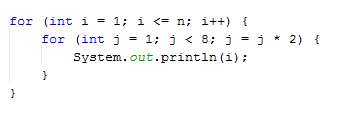 for (int i = 1; i <= n; i++) {
    for (int j = 1; j < 8; j = j * 2) {
        System.out.println(i);
    }
}